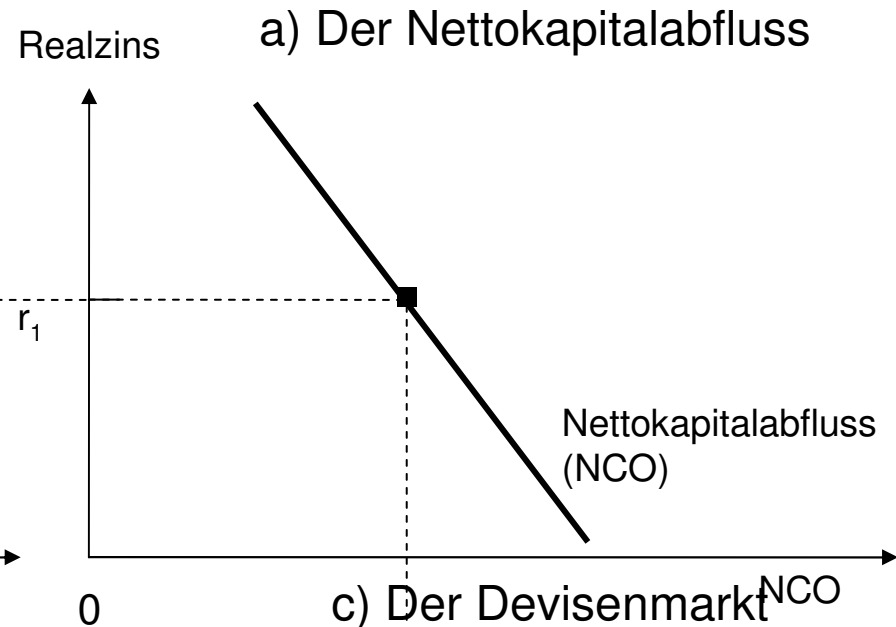 a) Der Nettokapitalabfluss
Realzins
r₁
Nettokapitalabfluss
(NCO)
0
c) Der Devisenmarkt
NCO